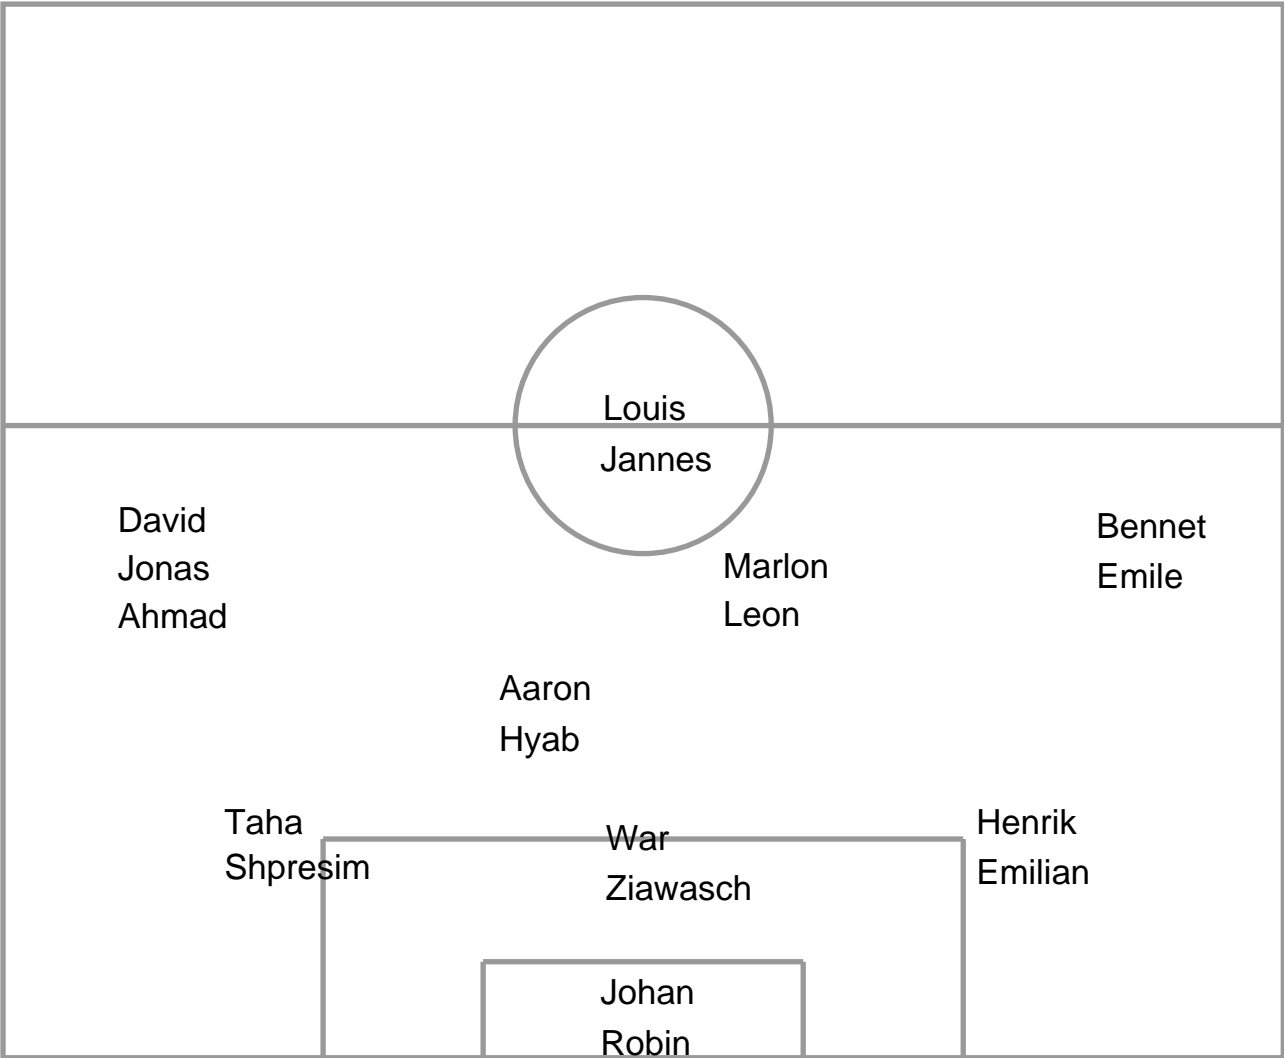 Louis
Jannes
David
Jonas
Ahmad
Bennet
Emile
Marlon
Leon
Aaron
Hyab
Taha
Shpresim
War
Ziawasch
Henrik
Emilian
Johan
Robin